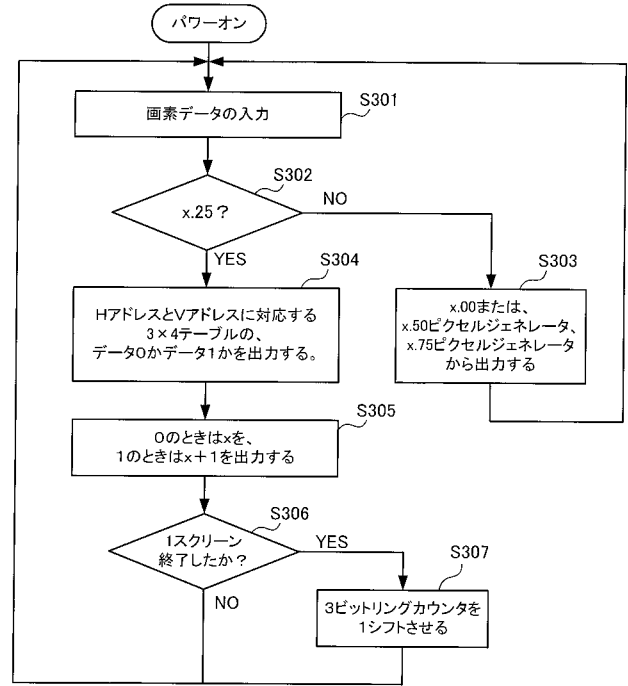 パワーオン
S301
画素データの入力
S302
x.25？
NO
YES
S304
HアドレスとVアドレスに対応する
3×4テーブルの、
データ0かデータ1かを出力する。
S303
x.00または、
x.50ピクセルジェネレータ、
x.75ピクセルジェネレータ
から出力する
S305
0のときはxを、
1のときはx＋1を出力する
S306
1スクリーン
終了したか？
YES
NO
S307
3ビットリングカウンタを
1シフトさせる